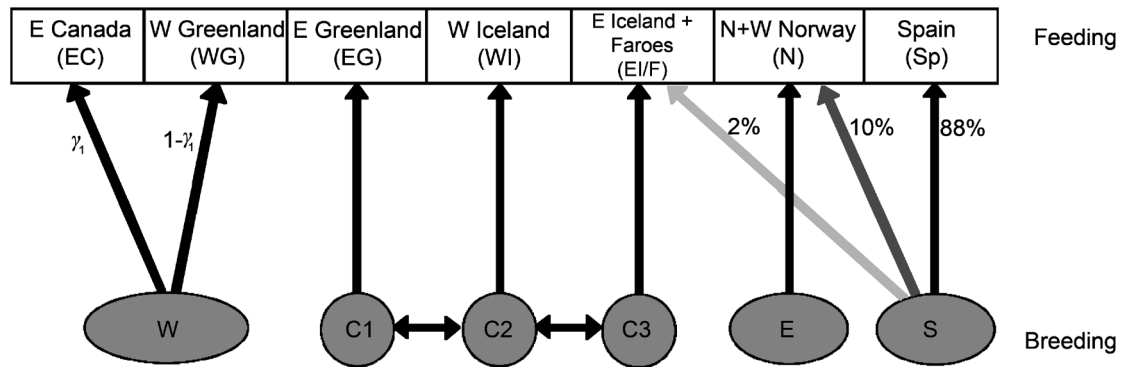 E Canada
(EC)
W Greenland
(WG)
E Greenland
(EG)
W Iceland
(WI)
E Iceland +
Faroes
(EI/F)
N+W Norway
(N)
Spain
(Sp)
Feeding
γ₁
1-γ₁
2%
10%
88%
W
C1
C2
C3
E
S
Breeding